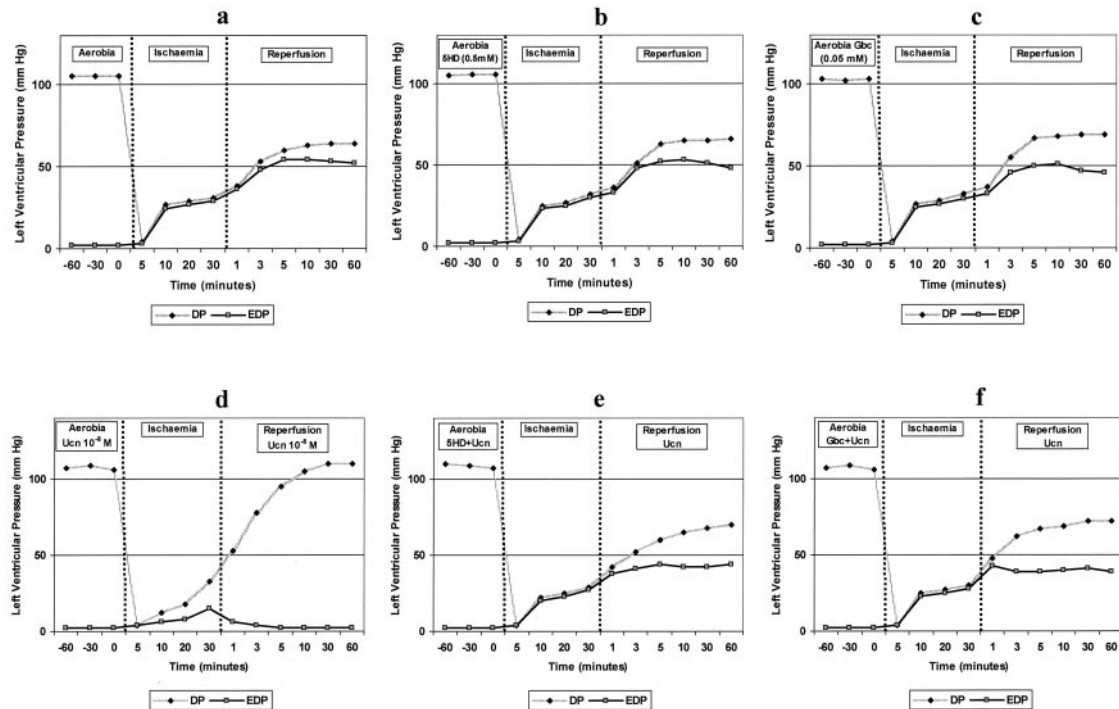 a
Aerobia
Ischaemia
Reperfusion
Left Ventricular Pressure (mm Hg)
100
50
0
-60 -30 0 5 10 20 30 1 3 5 10 30 60
Time (minutes)
DP EDP
b
Aerobia
5HD (0.5mM)
Ischaemia
Reperfusion
Left Ventricular Pressure (mm Hg)
100
50
0
-60 -30 0 5 10 20 30 1 3 5 10 30 60
Time (minutes)
DP EDP
c
Aerobia Gbc
(0.05 mM)
Ischaemia
Reperfusion
Left Ventricular Pressure (mm Hg)
100
50
0
-60 -30 0 5 10 20 30 1 3 5 10 30 60
Time (minutes)
DP EDP
d
Aerobia
Ucn 10⁻⁸ M
Ischaemia
Reperfusion
Ucn 10⁻⁸ M
Left Ventricular Pressure (mm Hg)
100
50
0
-60 -30 0 5 10 20 30 1 3 5 10 30 60
Time (minutes)
DP EDP
e
Aerobia
5HD+Ucn
Ischaemia
Reperfusion
Ucn
Left Ventricular Pressure (mm Hg)
100
50
0
-60 -30 0 5 10 20 30 1 3 5 10 30 60
Time (minutes)
DP EDP
f
Aerobia
Gbc+Ucn
Ischaemia
Reperfusion
Ucn
Left Ventricular Pressure (mm Hg)
100
50
0
-60 -30 0 5 10 20 30 1 3 5 10 30 60
Time (minutes)
DP EDP